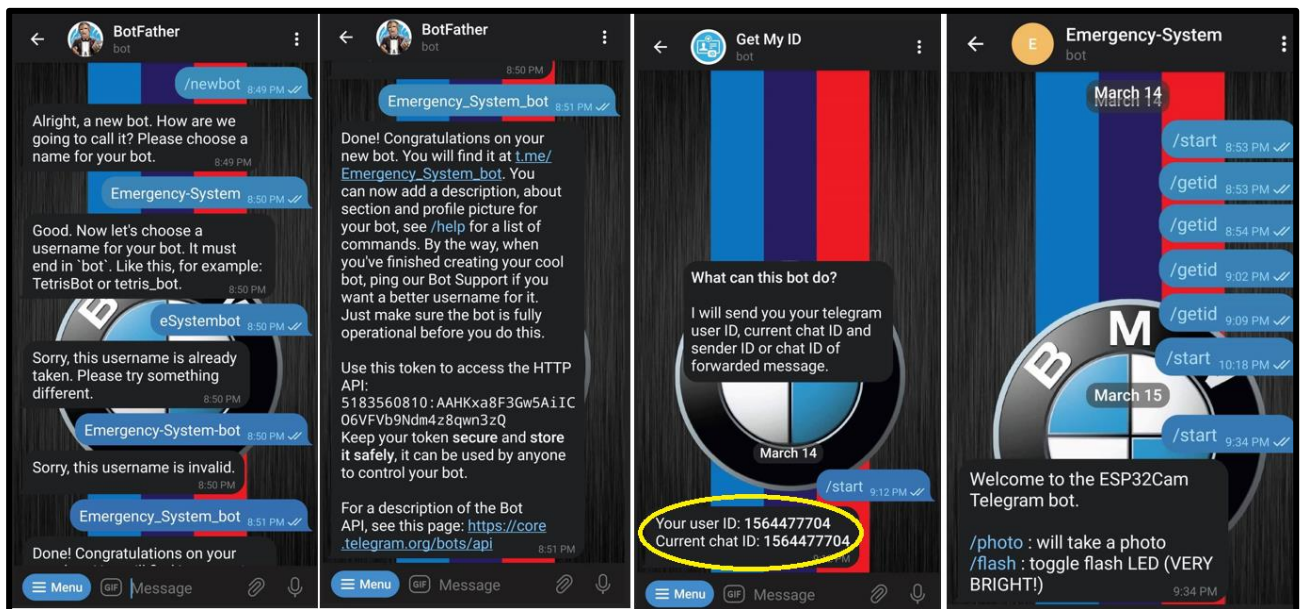 BotFather
bot
/newbot 8:49 PM
Alright, a new bot. How are we
going to call it? Please choose a
name for your bot.
8:49 PM
Emergency-System 8:50 PM
Good. Now let's choose a
username for your bot. It must
end in `bot`. Like this, for example:
TetrisBot or tetris_bot.
8:50 PM
eSystembot 8:50 PM
Sorry, this username is already
taken. Please try something
different.
8:50 PM
Emergency-System-bot 8:50 PM
Sorry, this username is invalid.
8:50 PM
Emergency_System_bot 8:51 PM
Done! Congratulations on your
Menu GIF Message
BotFather
bot
8:50 PM
Emergency_System_bot 8:51 PM
Done! Congratulations on your
new bot. You will find it at t.me/
Emergency_System_bot. You
can now add a description, about
section and profile picture for
your bot, see /help for a list of
commands. By the way, when
you've finished creating your cool
bot, ping our Bot Support if you
want a better username for it.
Just make sure the bot is fully
operational before you do this.
Use this token to access the HTTP
API:
5183560810:AAHKxa8F3Gw5AiIC
O6VFVb9Ndm4z8qwn3zQ
Keep your token secure and store
it safely, it can be used by anyone
to control your bot.
For a description of the Bot
API, see this page: https://core
.telegram.org/bots/api
8:51 PM
Menu GIF Message
Get My ID
bot
What can this bot do?
I will send you your telegram
user ID, current chat ID and
sender ID or chat ID of
forwarded message.
March 14
/start 9:12 PM
Your user ID: 1564477704
Current chat ID: 1564477704
Menu GIF Message
E
Emergency-System
bot
March 14
/start 8:53 PM
/getid 8:53 PM
/getid 8:54 PM
/getid 9:02 PM
/getid 9:09 PM
B M
/start 10:18 PM
March 15
/start 9:34 PM
Welcome to the ESP32Cam
Telegram bot.
/photo : will take a photo
/flash : toggle flash LED (VERY
BRIGHT!)
9:34 PM